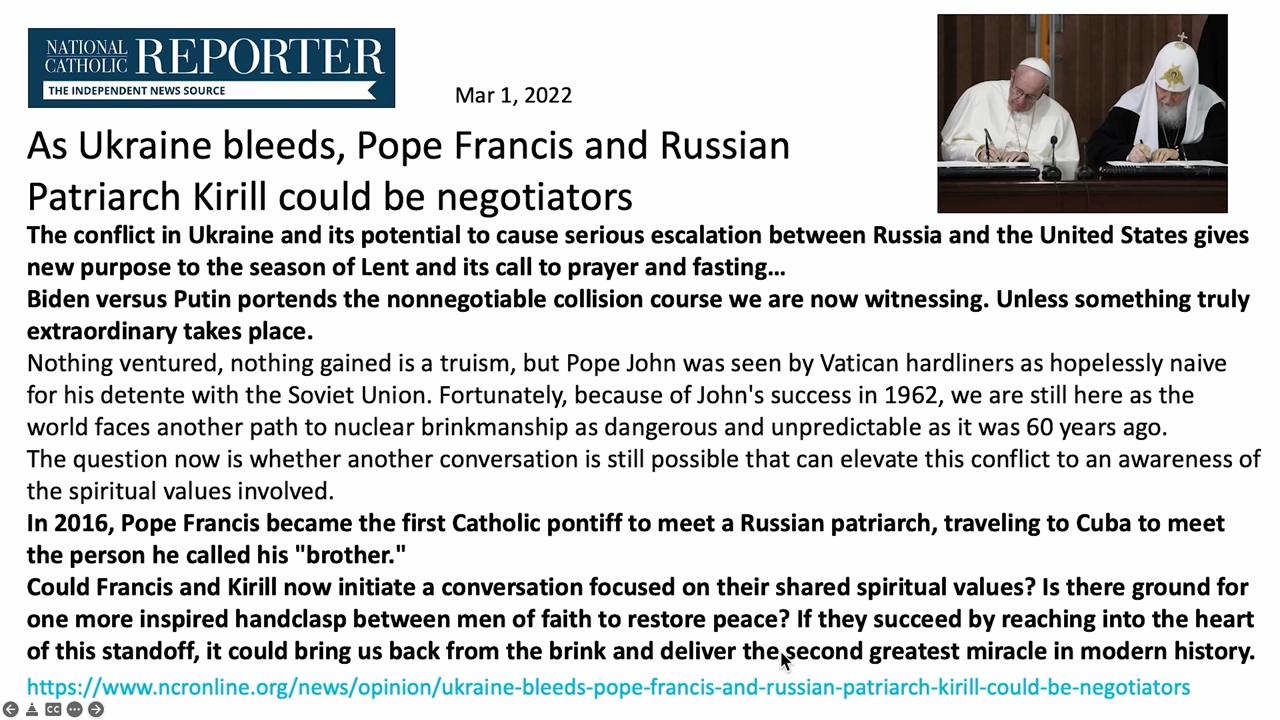 NATIONAL
CATHOLIC
REPORTER
THE INDEPENDENT NEWS SOURCE
Mar 1, 2022
As Ukraine bleeds, Pope Francis and Russian
Patriarch Kirill could be negotiators
The conflict in Ukraine and its potential to cause serious escalation between Russia and the United States gives
new purpose to the season of Lent and its call to prayer and fasting…
Biden versus Putin portends the nonnegotiable collision course we are now witnessing. Unless something truly
extraordinary takes place.
Nothing ventured, nothing gained is a truism, but Pope John was seen by Vatican hardliners as hopelessly naive
for his detente with the Soviet Union. Fortunately, because of John's success in 1962, we are still here as the
world faces another path to nuclear brinkmanship as dangerous and unpredictable as it was 60 years ago.
The question now is whether another conversation is still possible that can elevate this conflict to an awareness of
the spiritual values involved.
In 2016, Pope Francis became the first Catholic pontiff to meet a Russian patriarch, traveling to Cuba to meet
the person he called his "brother."
Could Francis and Kirill now initiate a conversation focused on their shared spiritual values? Is there ground for
one more inspired handclasp between men of faith to restore peace? If they succeed by reaching into the heart
of this standoff, it could bring us back from the brink and deliver the second greatest miracle in modern history.
https://www.ncronline.org/news/opinion/ukraine-bleeds-pope-francis-and-russian-patriarch-kirill-could-be-negotiators
CC